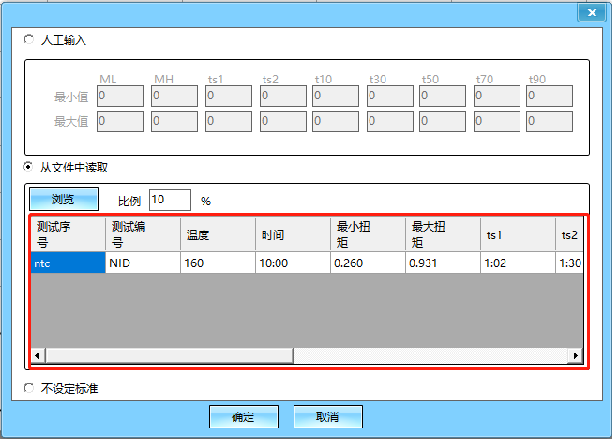 人工输入
ML MH ts1 ts2 t10 t30 t50 t70 t90
最小值 0 0 0 0 0 0 0 0 0
最大值 0 0 0 0 0 0 0 0 0
从文件中读取
浏览 比例 10 %
测试序号 测试编号 温度 时间 最小扭矩 最大扭矩 ts1 ts2
ntc NID 160 10:00 0.260 0.931 1:02 1:30
不设定标准
确定 取消